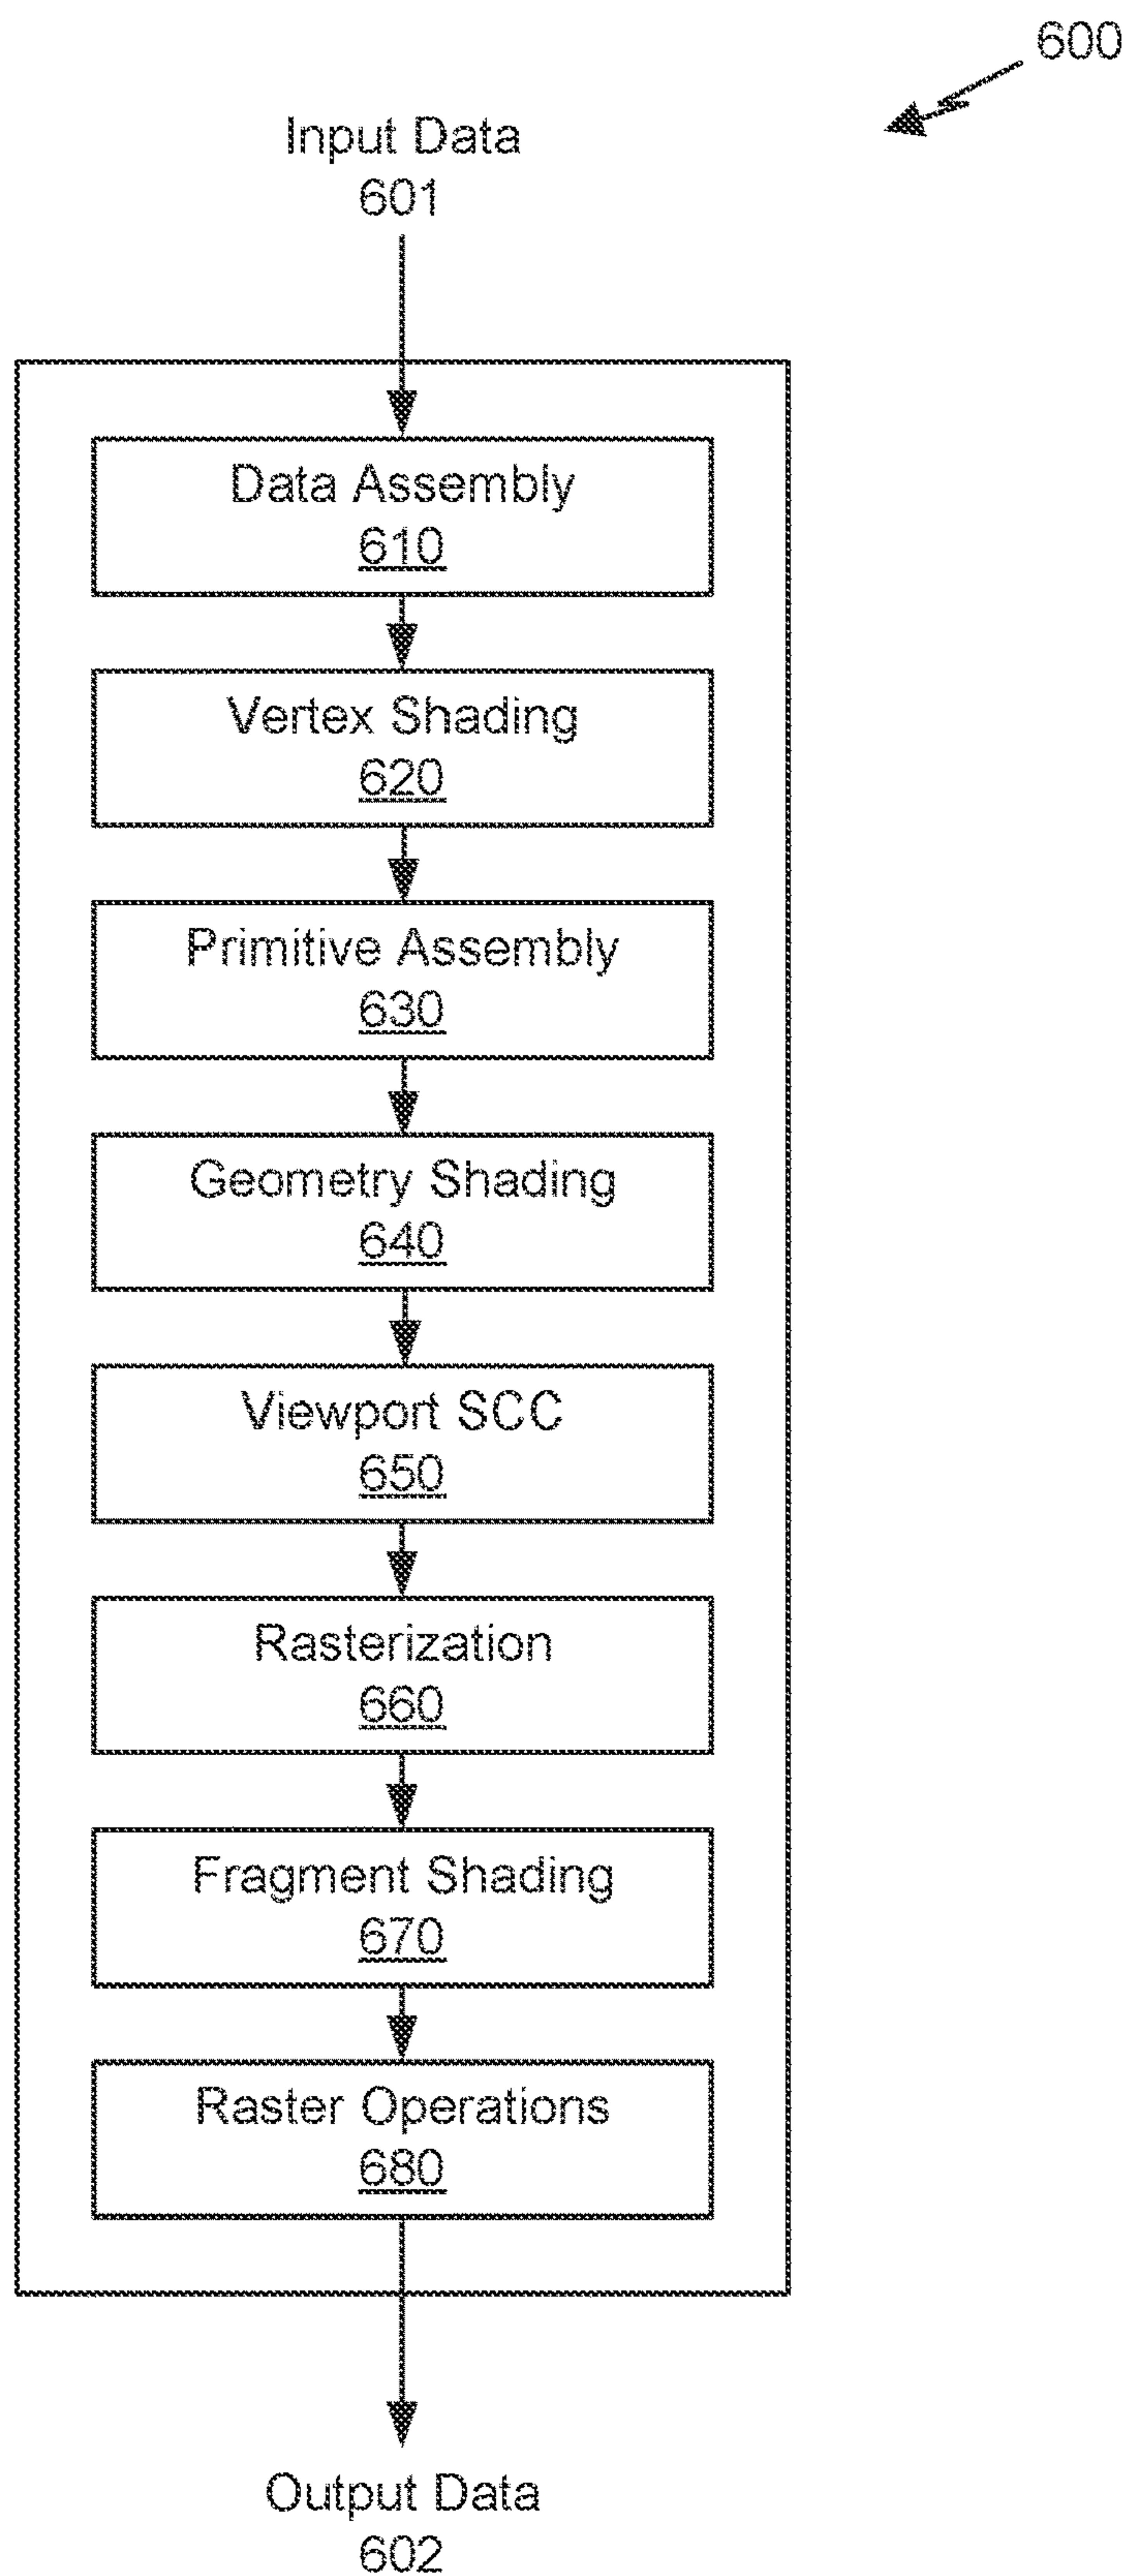 600
Input Data
601
Data Assembly
610
Vertex Shading
620
Primitive Assembly
630
Geometry Shading
640
Viewport SCC
650
Rasterization
660
Fragment Shading
670
Raster Operations
680
Output Data
602